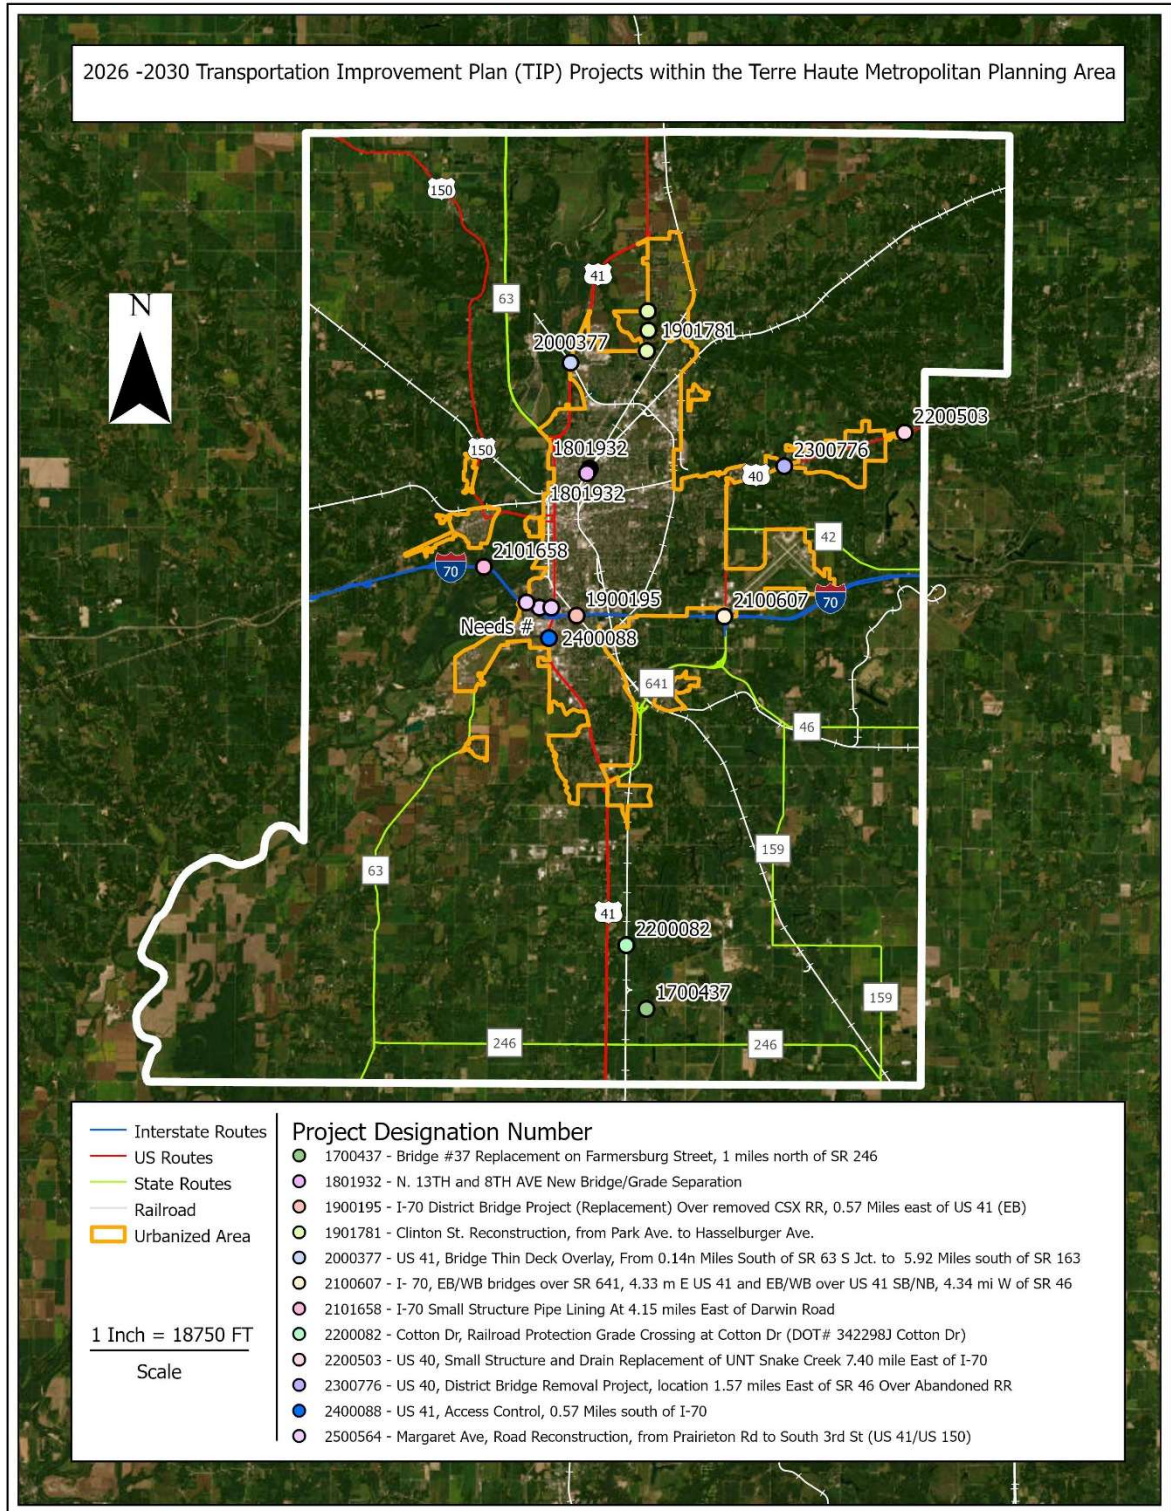 2026 -2030 Transportation Improvement Plan (TIP) Projects within the Terre Haute Metropolitan Planning Area
150
41
N
63
1901781
2000377
2200503
150
1801932
2300776
40
1801932
42
2101658
70
70
1900195
2100607
Needs #
2400088
641
46
159
63
41
2200082
1700437
159
246
246
Interstate Routes
US Routes
State Routes
Railroad
Urbanized Area
1 Inch = 18750 FT
Scale
Project Designation Number
1700437 - Bridge #37 Replacement on Farmersburg Street, 1 miles north of SR 246
1801932 - N. 13TH and 8TH AVE New Bridge/Grade Separation
1900195 - I-70 District Bridge Project (Replacement) Over removed CSX RR, 0.57 Miles east of US 41 (EB)
1901781 - Clinton St. Reconstruction, from Park Ave. to Hasselburger Ave.
2000377 - US 41, Bridge Thin Deck Overlay, From 0.14n Miles South of SR 63 S Jct. to 5.92 Miles south of SR 163
2100607 - I- 70, EB/WB bridges over SR 641, 4.33 m E US 41 and EB/WB over US 41 SB/NB, 4.34 mi W of SR 46
2101658 - I-70 Small Structure Pipe Lining At 4.15 miles East of Darwin Road
2200082 - Cotton Dr, Railroad Protection Grade Crossing at Cotton Dr (DOT# 342298J Cotton Dr)
2200503 - US 40, Small Structure and Drain Replacement of UNT Snake Creek 7.40 mile East of I-70
2300776 - US 40, District Bridge Removal Project, location 1.57 miles East of SR 46 Over Abandoned RR
2400088 - US 41, Access Control, 0.57 Miles south of I-70
2500564 - Margaret Ave, Road Reconstruction, from Prairieton Rd to South 3rd St (US 41/US 150)